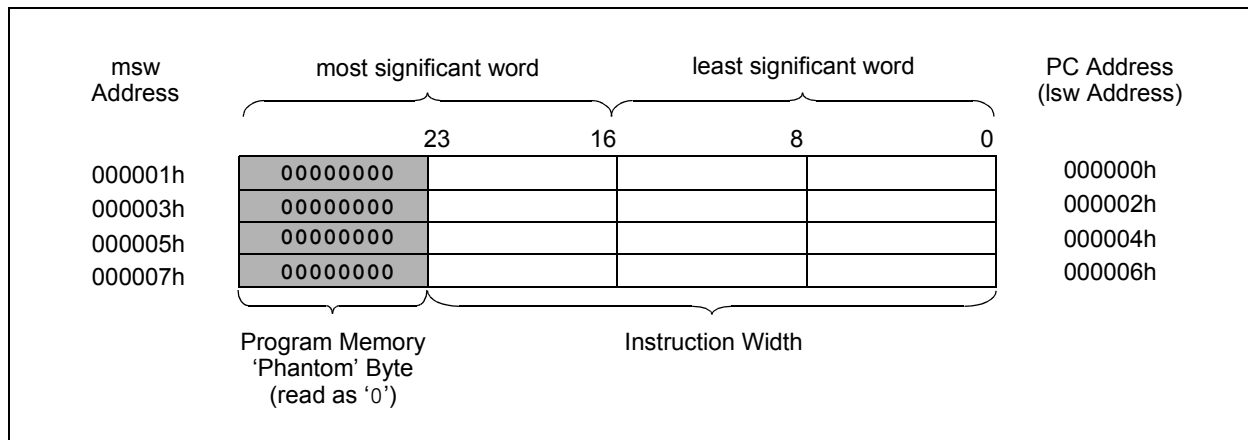 msw
Address
most significant word
least significant word
PC Address
(lsw Address)
23
16
8
0
000001h
00000000
000000h
000003h
00000000
000002h
000005h
00000000
000004h
000007h
00000000
000006h
Program Memory
‘Phantom’ Byte
(read as ‘0’)
Instruction Width